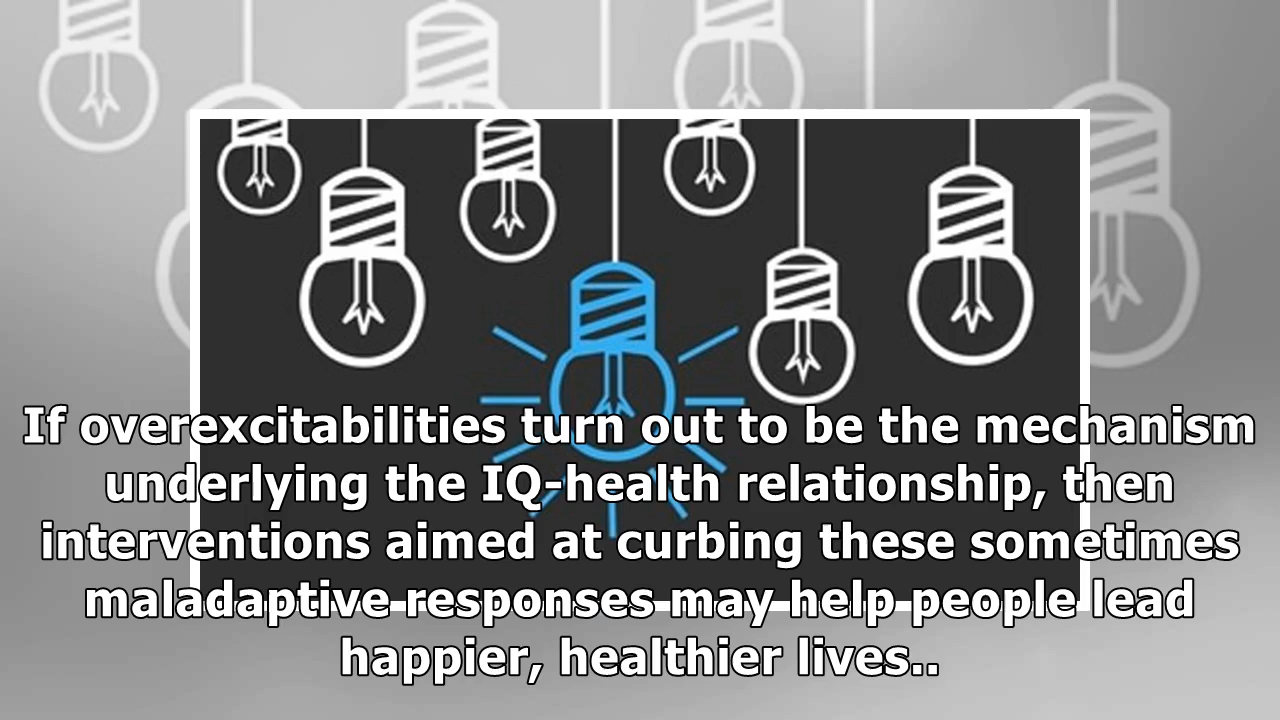 If overexcitabilities turn out to be the mechanism
underlying the IQ-health relationship, then
interventions aimed at curbing these sometimes
maladaptive responses may help people lead
happier, healthier lives..